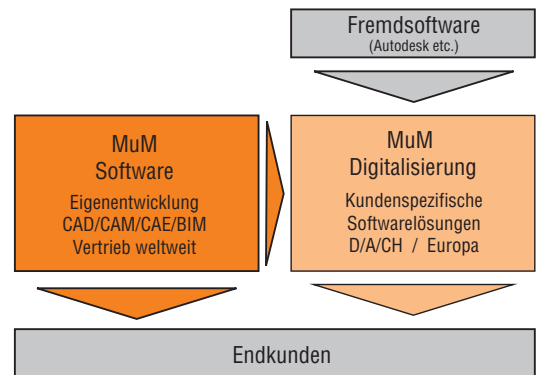 Fremdsoftware
(Autodesk etc.)
MuM
Software
Eigenentwicklung
CAD/CAM/CAE/BIM
Vertrieb weltweit
MuM
Digitalisierung
Kundenspezifische
Softwarelösungen
D/A/CH / Europa
Endkunden